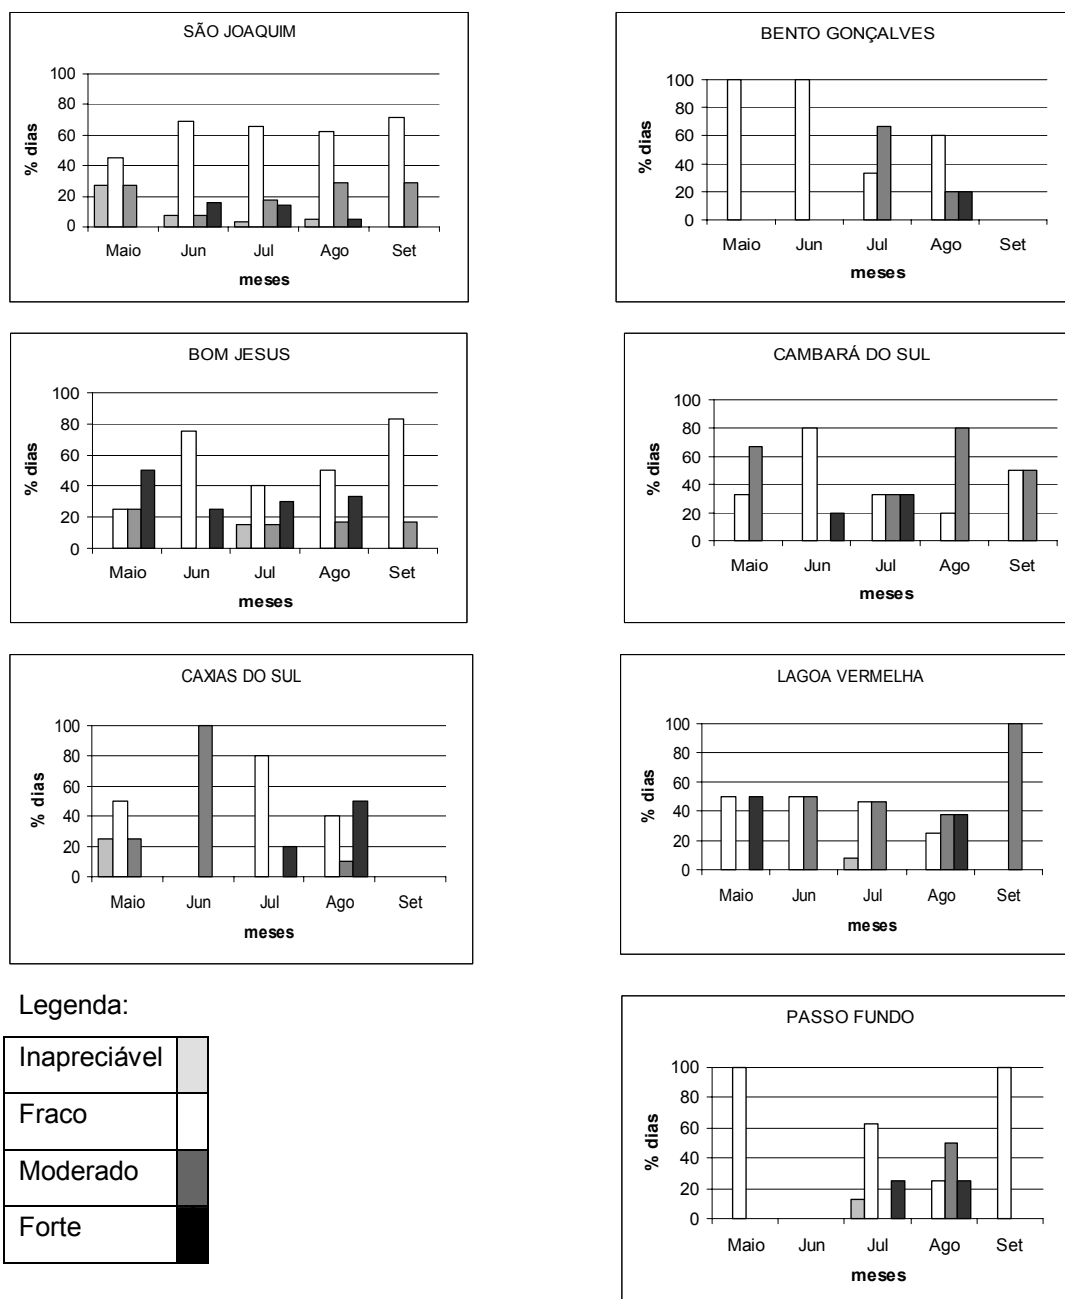 SÃO JOAQUIM
100
80
60
40
20
0
% dias
Maio Jun Jul Ago Set
meses
BENTO GONÇALVES
100
80
60
40
20
0
% dias
Maio Jun Jul Ago Set
meses
BOM JESUS
100
80
60
40
20
0
% dias
Maio Jun Jul Ago Set
meses
CAMBARÁ DO SUL
100
80
60
40
20
0
% dias
Maio Jun Jul Ago Set
meses
CAXIAS DO SUL
100
80
60
40
20
0
% dias
Maio Jun Jul Ago Set
meses
LAGOA VERMELHA
100
80
60
40
20
0
% dias
Maio Jun Jul Ago Set
meses
Legenda:
Inapreciável
Fraco
Moderado
Forte
PASSO FUNDO
100
80
60
40
20
0
% dias
Maio Jun Jul Ago Set
meses